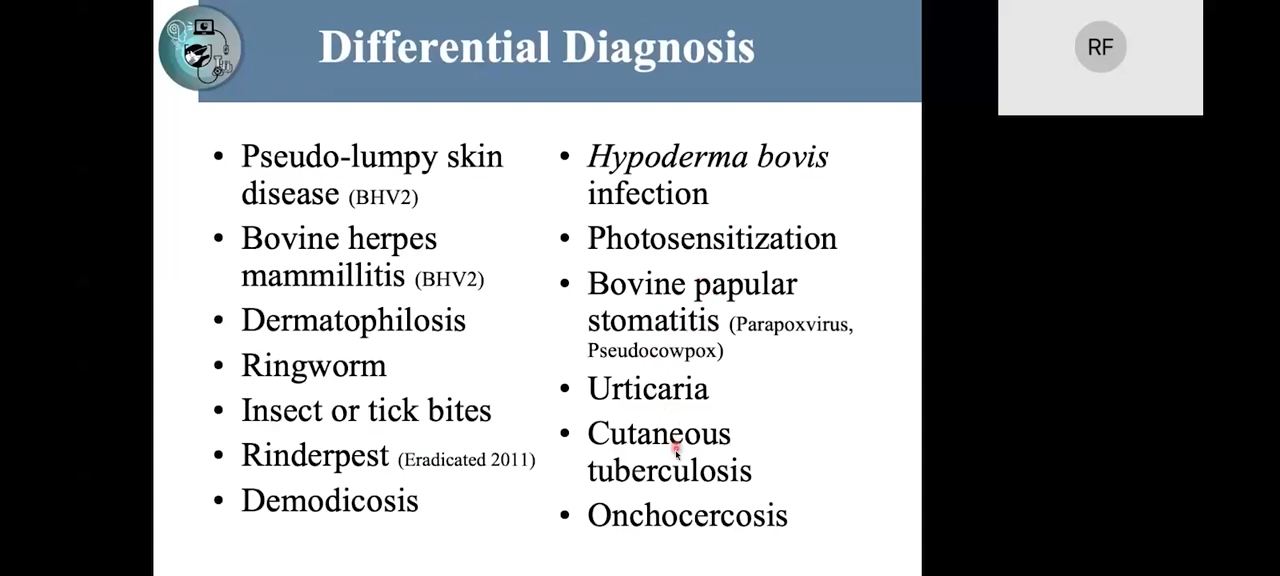 Differential Diagnosis
RF
• Pseudo-lumpy skin
disease (BHV2)
• Bovine herpes
mammillitis (BHV2)
• Dermatophilosis
• Ringworm
• Insect or tick bites
• Rinderpest (Eradicated 2011)
• Demodicosis
• Hypoderma bovis
infection
• Photosensitization
• Bovine papular
stomatitis (Parapoxvirus,
Pseudocowpox)
• Urticaria
• Cutaneous
tuberculosis
• Onchocercosis